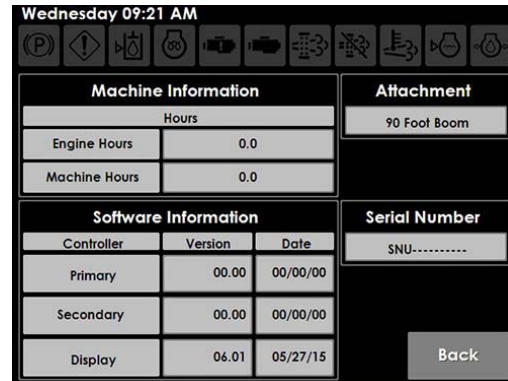 Wednesday 09:21 AM
Machine Information
Hours
Engine Hours 0.0
Machine Hours 0.0
Attachment
90 Foot Boom
Software Information
Controller Version Date
Primary 00.00 00/00/00
Secondary 00.00 00/00/00
Display 06.01 05/27/15
Serial Number
SNU----------
Back